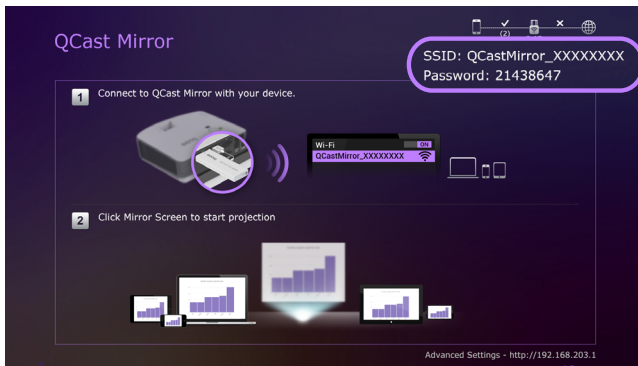 QCast Mirror
(2)
SSID: QCastMirror_XXXXXXXX
Password: 21438647
1 Connect to QCast Mirror with your device.
Wi-Fi ON
QCastMirror_XXXXXXXX
2 Click Mirror Screen to start projection
Advanced Settings - http://192.168.203.1